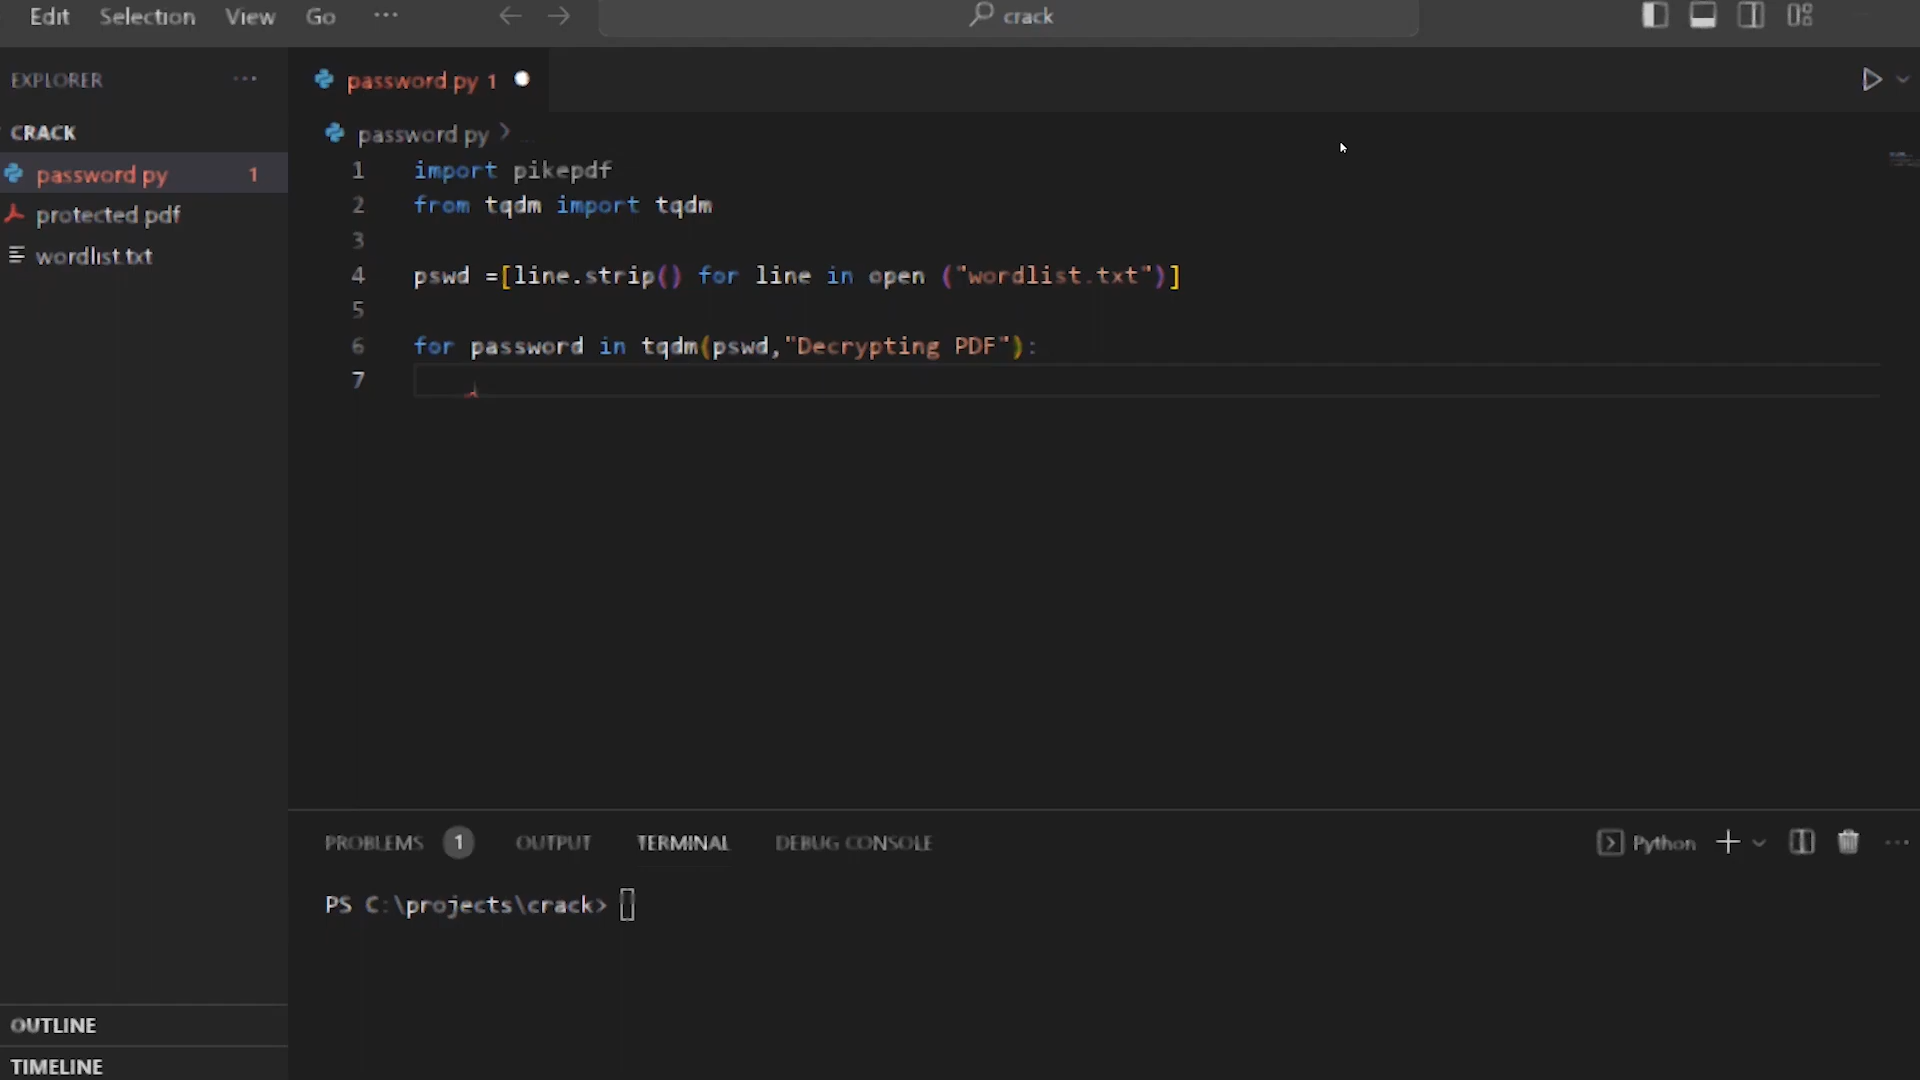 Edit Selection View Go ... crack
EXPLORER ...
password.py 1
CRACK
password.py >
password.py 1
protected.pdf
wordlist.txt
1 import pikepdf
2 from tqdm import tqdm
3
4 pswd =[line.strip() for line in open ("wordlist.txt")]
5
6 for password in tqdm(pswd,"Decrypting PDF"):
7
PROBLEMS 1 OUTPUT TERMINAL DEBUG CONSOLE Python
PS C:\projects\crack>
OUTLINE
TIMELINE